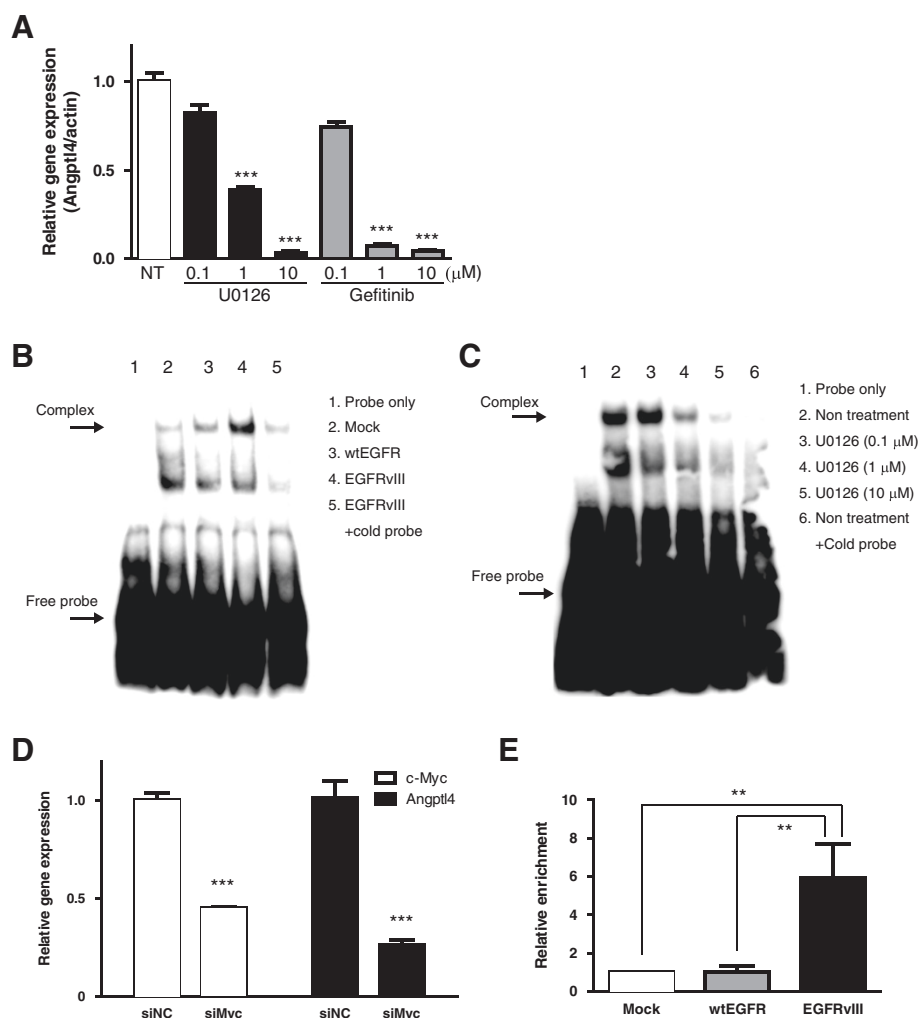 A
Relative gene expression
(Angptl4/actin)
1.0
0.5
0.0
***
***
***
***
NT 0.1 1 10 0.1 1 10 (μM)
U0126 Gefitinib
B
1 2 3 4 5
Complex
Free probe
1. Probe only
2. Mock
3. wtEGFR
4. EGFRvIII
5. EGFRvIII
+cold probe
C
1 2 3 4 5 6
Complex
Free probe
1. Probe only
2. Non treatment
3. U0126 (0.1 μM)
4. U0126 (1 μM)
5. U0126 (10 μM)
6. Non treatment
+Cold probe
D
Relative gene expression
1.0
0.5
0
c-Myc
Angptl4
***
***
siNC siMyc siNC siMyc
E
Relative enrichment
10
8
6
4
2
0
**
**
Mock wtEGFR EGFRvIII